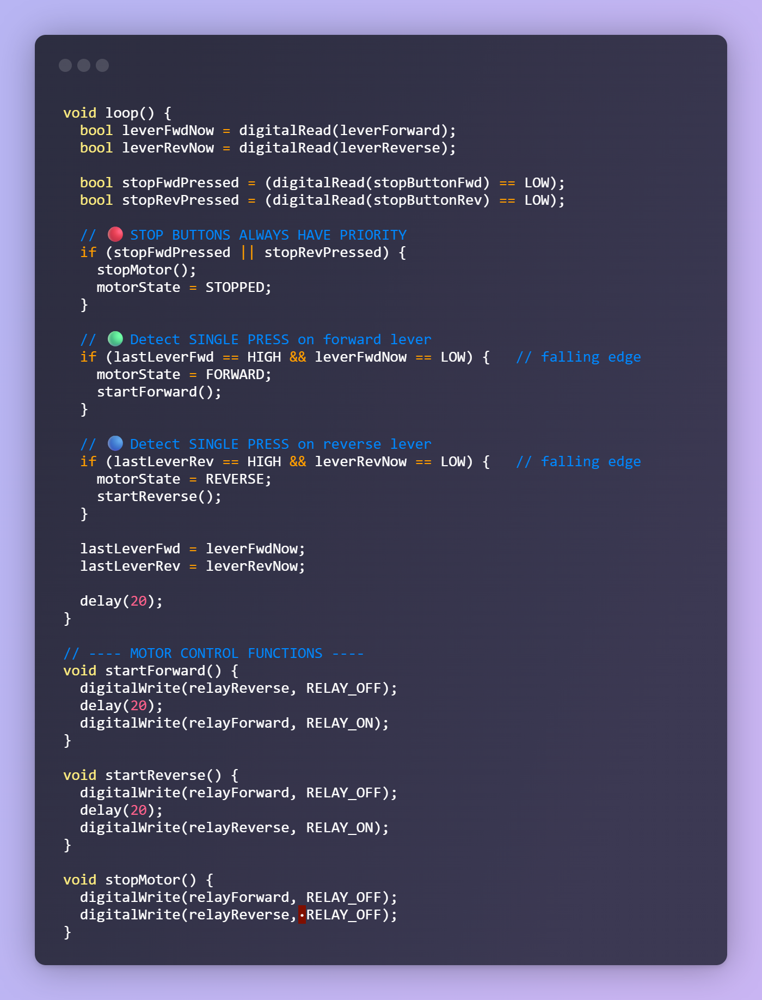 void loop() {
  bool leverFwdNow = digitalRead(leverForward);
  bool leverRevNow = digitalRead(leverReverse);

  bool stopFwdPressed = (digitalRead(stopButtonFwd) == LOW);
  bool stopRevPressed = (digitalRead(stopButtonRev) == LOW);

  // 🔴 STOP BUTTONS ALWAYS HAVE PRIORITY
  if (stopFwdPressed || stopRevPressed) {
    stopMotor();
    motorState = STOPPED;
  }

  // 🟢 Detect SINGLE PRESS on forward lever
  if (lastLeverFwd == HIGH && leverFwdNow == LOW) {   // falling edge
    motorState = FORWARD;
    startForward();
  }

  // 🔵 Detect SINGLE PRESS on reverse lever
  if (lastLeverRev == HIGH && leverRevNow == LOW) {   // falling edge
    motorState = REVERSE;
    startReverse();
  }

  lastLeverFwd = leverFwdNow;
  lastLeverRev = leverRevNow;

  delay(20);
}

// ---- MOTOR CONTROL FUNCTIONS ----
void startForward() {
  digitalWrite(relayReverse, RELAY_OFF);
  delay(20);
  digitalWrite(relayForward, RELAY_ON);
}

void startReverse() {
  digitalWrite(relayForward, RELAY_OFF);
  delay(20);
  digitalWrite(relayReverse, RELAY_ON);
}

void stopMotor() {
  digitalWrite(relayForward, RELAY_OFF);
  digitalWrite(relayReverse,·RELAY_OFF);
}